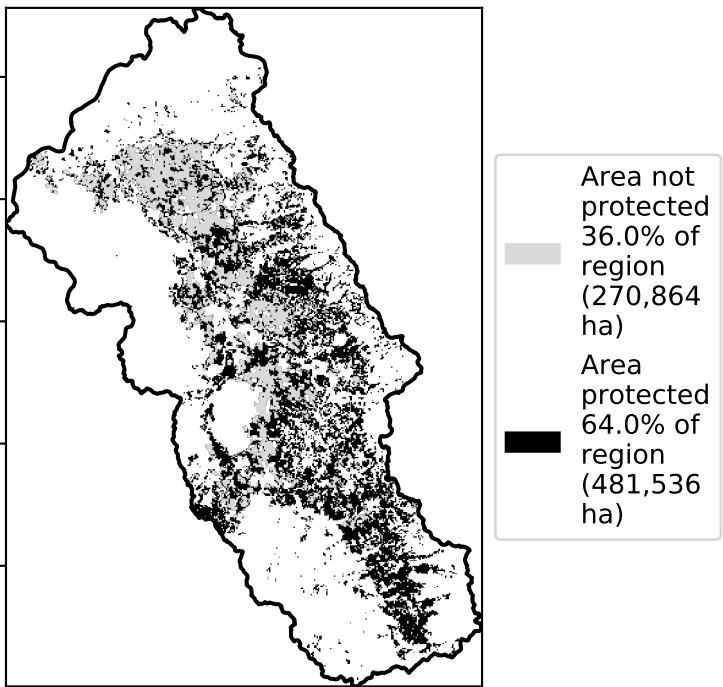 Area not
protected
36.0% of
region
(270,864
ha)
Area
protected
64.0% of
region
(481,536
ha)